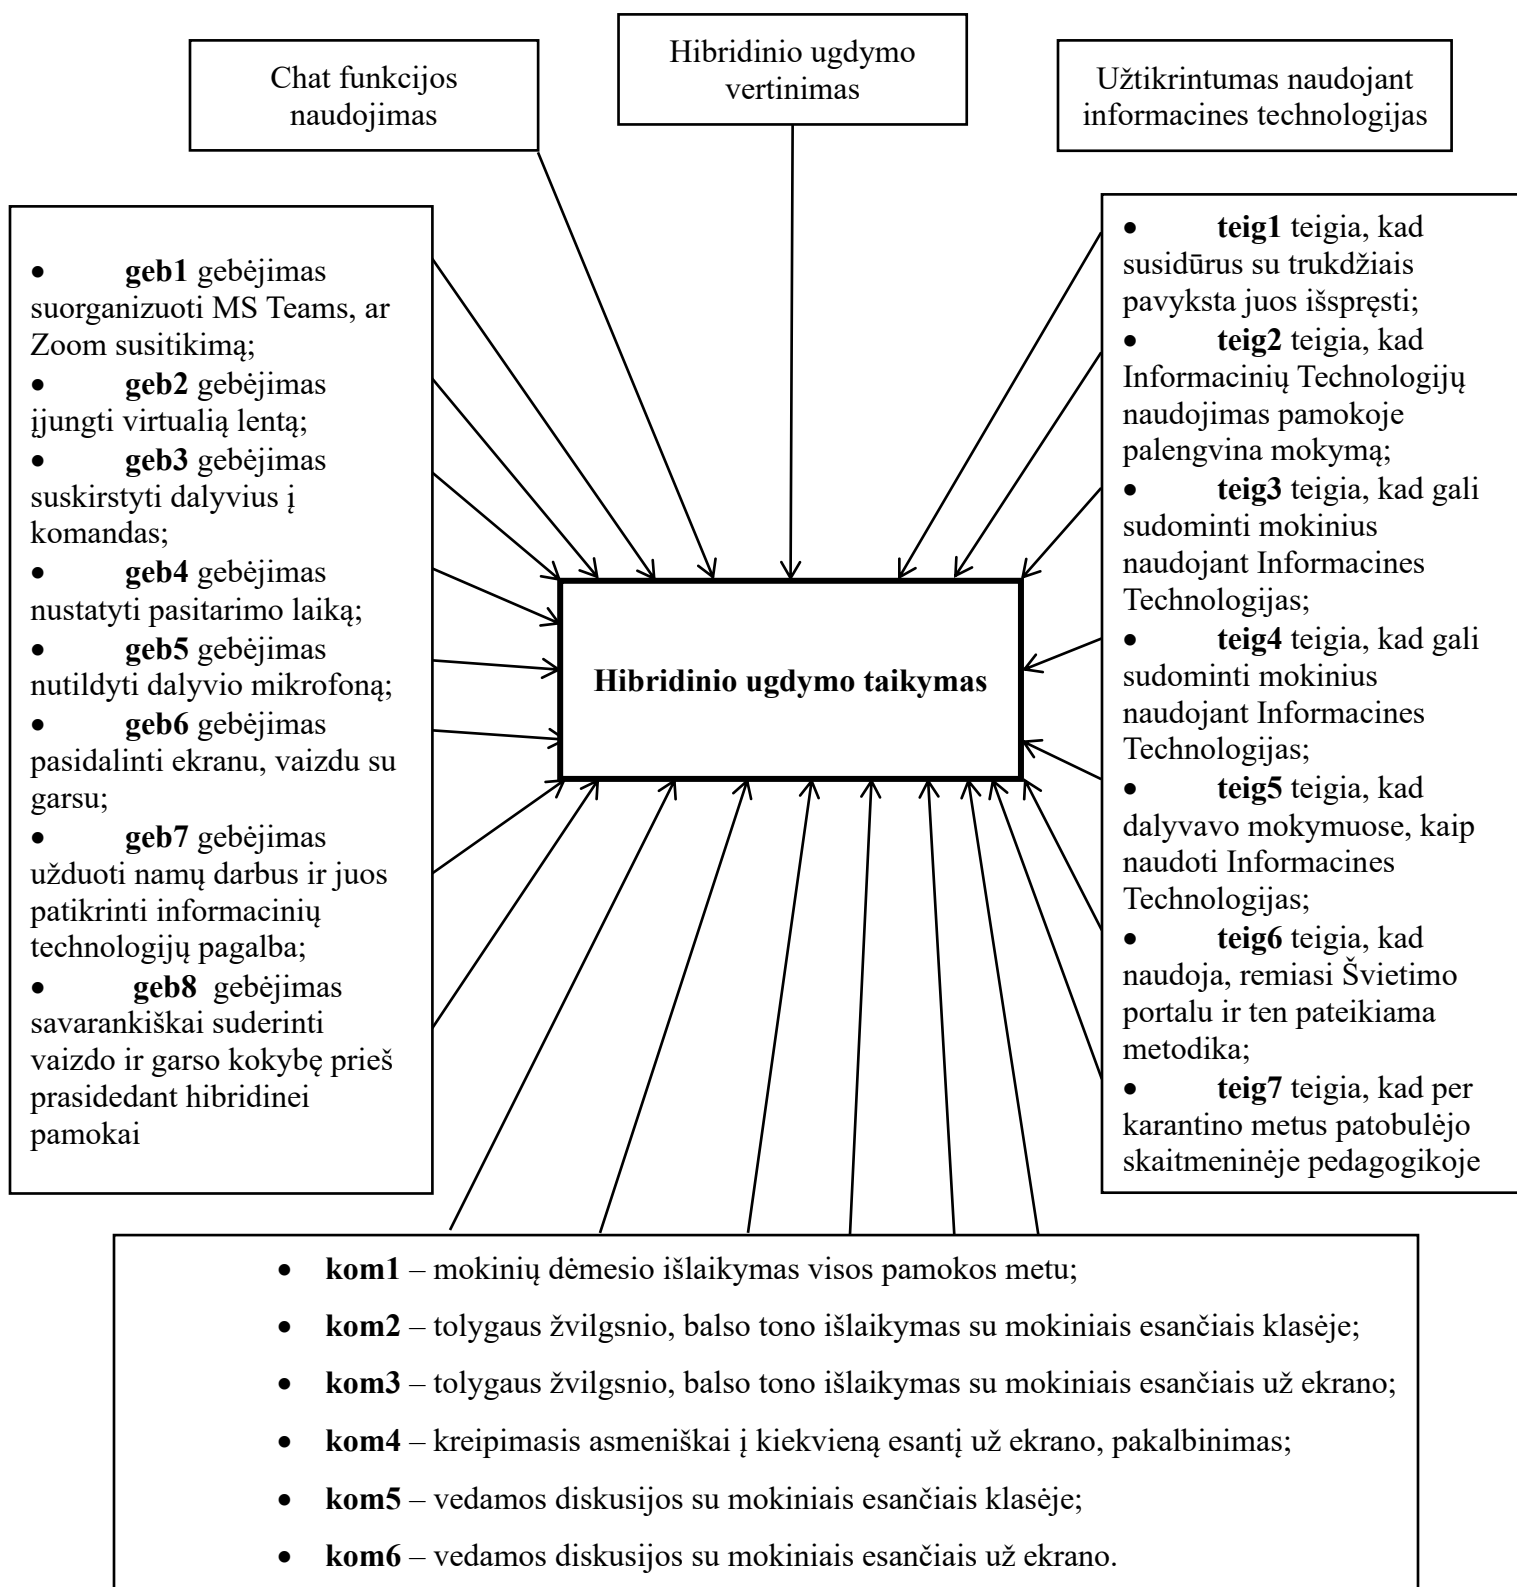 Chat funkcijos
naudojimas
Hibridinio ugdymo
vertinimas
Užtikrintumas naudojant
informacines technologijas
• geb1 gebėjimas
suorganizuoti MS Teams, ar
Zoom susitikimą;
• geb2 gebėjimas
įjungti virtualią lentą;
• geb3 gebėjimas
suskirstyti dalyvius į
komandas;
• geb4 gebėjimas
nustatyti pasitarimo laiką;
• geb5 gebėjimas
nutildyti dalyvio mikrofoną;
• geb6 gebėjimas
pasidalinti ekranu, vaizdu su
garsu;
• geb7 gebėjimas
užduoti namų darbus ir juos
patikrinti informacinių
technologijų pagalba;
• geb8 gebėjimas
savarankiškai suderinti
vaizdo ir garso kokybę prieš
prasidedant hibridinei
pamokai
Hibridinio ugdymo taikymas
• teig1 teigia, kad
susidūrus su trukdžiais
pavyksta juos išspręsti;
• teig2 teigia, kad
Informacinių Technologijų
naudojimas pamokoje
palengvina mokymą;
• teig3 teigia, kad gali
sudominti mokinius
naudojant Informacines
Technologijas;
• teig4 teigia, kad gali
sudominti mokinius
naudojant Informacines
Technologijas;
• teig5 teigia, kad
dalyvavo mokymuose, kaip
naudoti Informacines
Technologijas;
• teig6 teigia, kad
naudoja, remiasi Švietimo
portalu ir ten pateikiama
metodika;
• teig7 teigia, kad per
karantino metus patobulėjo
skaitmeninėje pedagogikoje
• kom1 – mokinių dėmesio išlaikymas visos pamokos metu;
• kom2 – tolygaus žvilgsnio, balso tono išlaikymas su mokiniais esančiais klasėje;
• kom3 – tolygaus žvilgsnio, balso tono išlaikymas su mokiniais esančiais už ekrano;
• kom4 – kreipimasis asmeniškai į kiekvieną esantį už ekrano, pakalbinimas;
• kom5 – vedamos diskusijos su mokiniais esančiais klasėje;
• kom6 – vedamos diskusijos su mokiniais esančiais už ekrano.